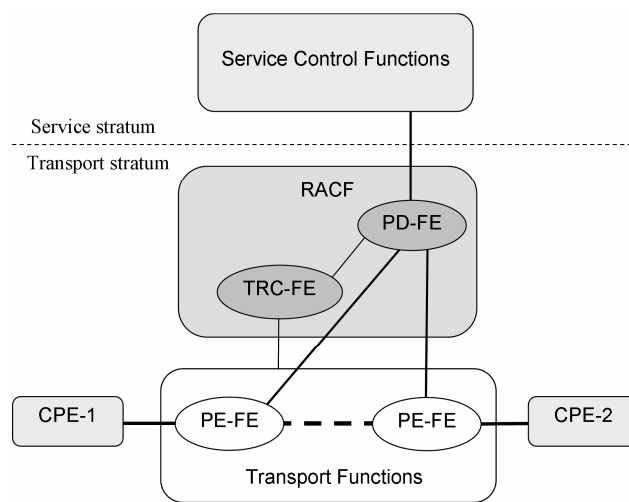 Service Control Functions
Service stratum
Transport stratum
RACF
PD-FE
TRC-FE
CPE-1
PE-FE
PE-FE
CPE-2
Transport Functions